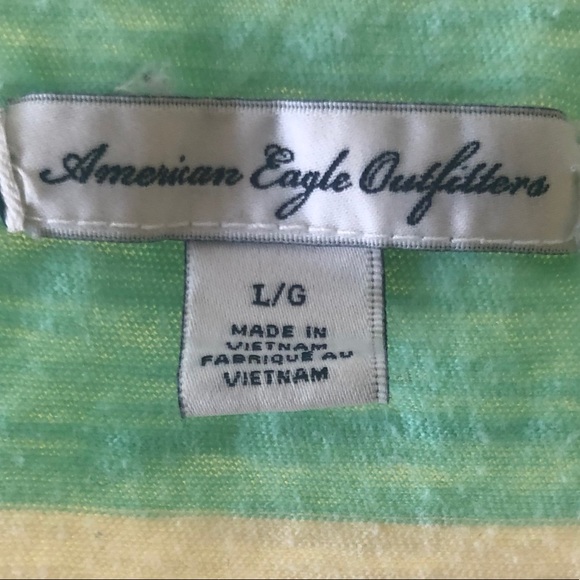 American Eagle Outfitters
L/G
MADE IN
VIETNAM
FABRIQUE AU
VIETNAM